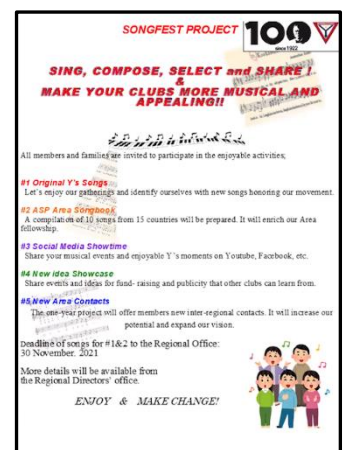 SONGFEST PROJECT
100
since1922
SING, COMPOSE, SELECT and SHARE !
&
MAKE YOUR CLUBS MORE MUSICAL AND
APPEALING!!
All members and families are invited to participate in the enjoyable activities;
#1 Original Y's Songs
Let's enjoy our gatherings and identify ourselves with new songs honoring our movement.
#2 ASP Area Songbook
A compilation of 10 songs from 15 countries will be prepared. It will enrich our Area
fellowship.
#3 Social Media Showtime
Share your musical events and enjoyable Y's moments on Youtube, Facebook, etc.
#4 New idea Showcase
Share events and ideas for fund- raising and publicity that other clubs can learn from.
#5 New Area Contacts
The one-year project will offer members new inter-regional contacts. It will increase our
potential and expand our vision.
Deadline of songs for #1&2 to the Regional Office:
30 November. 2021
More details will be available from
the Regional Directors' office.
ENJOY & MAKE CHANGE!